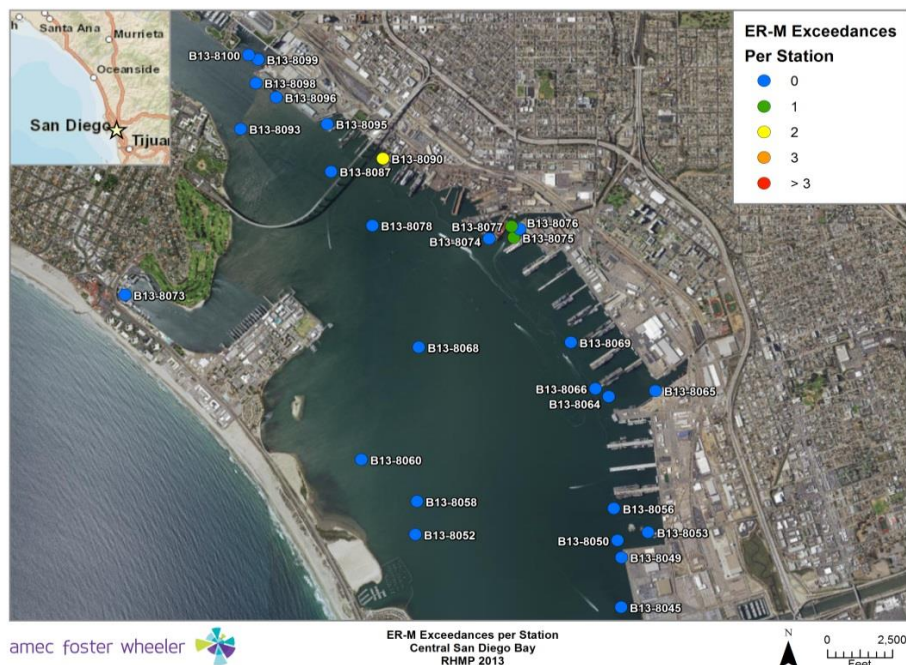 h
Santa Ana
Murrieta
Oceanside
San Diego
Tijuan
ER-M Exceedances
Per Station
0
1
2
3
> 3
B13-8100
B13-8099
B13-8098
B13-8096
B13-8093
B13-8095
B13-8090
B13-8087
B13-8078
B13-8077
B13-8076
B13-8074
B13-8075
B13-8073
B13-8068
B13-8069
B13-8066
B13-8065
B13-8064
B13-8060
B13-8058
B13-8056
B13-8052
B13-8053
B13-8050
B13-8049
B13-8045
amec foster wheeler
ER-M Exceedances per Station
Central San Diego Bay
RHMP 2013
N
0 2,500
Feet